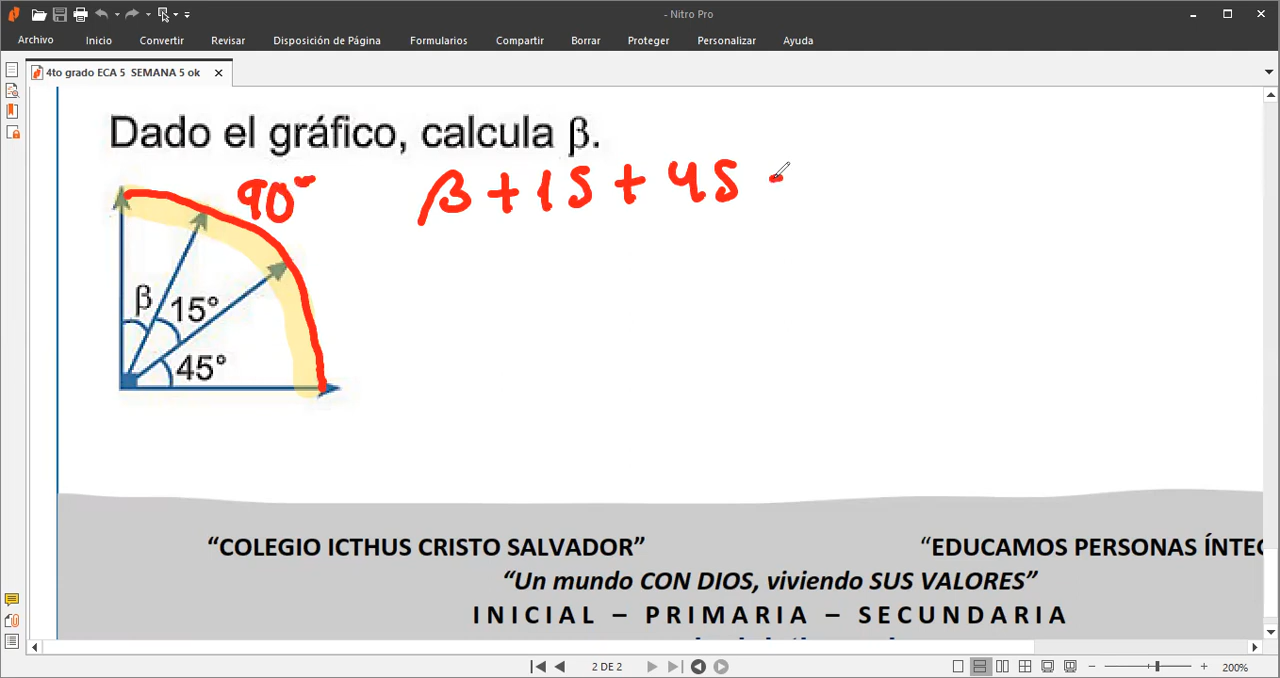 - Nitro Pro
Archivo Inicio Convertir Revisar Disposición de Página Formularios Compartir Borrar Proteger Personalizar Ayuda
4to grado ECA 5 SEMANA 5 ok
Dado el gráfico, calcula β.
90°
β + 15 + 45 -
β
15°
45°
“COLEGIO ICTHUS CRISTO SALVADOR” “EDUCAMOS PERSONAS ÍNTEG
“Un mundo CON DIOS, viviendo SUS VALORES”
INICIAL – PRIMARIA – SECUNDARIA
2 DE 2
200%